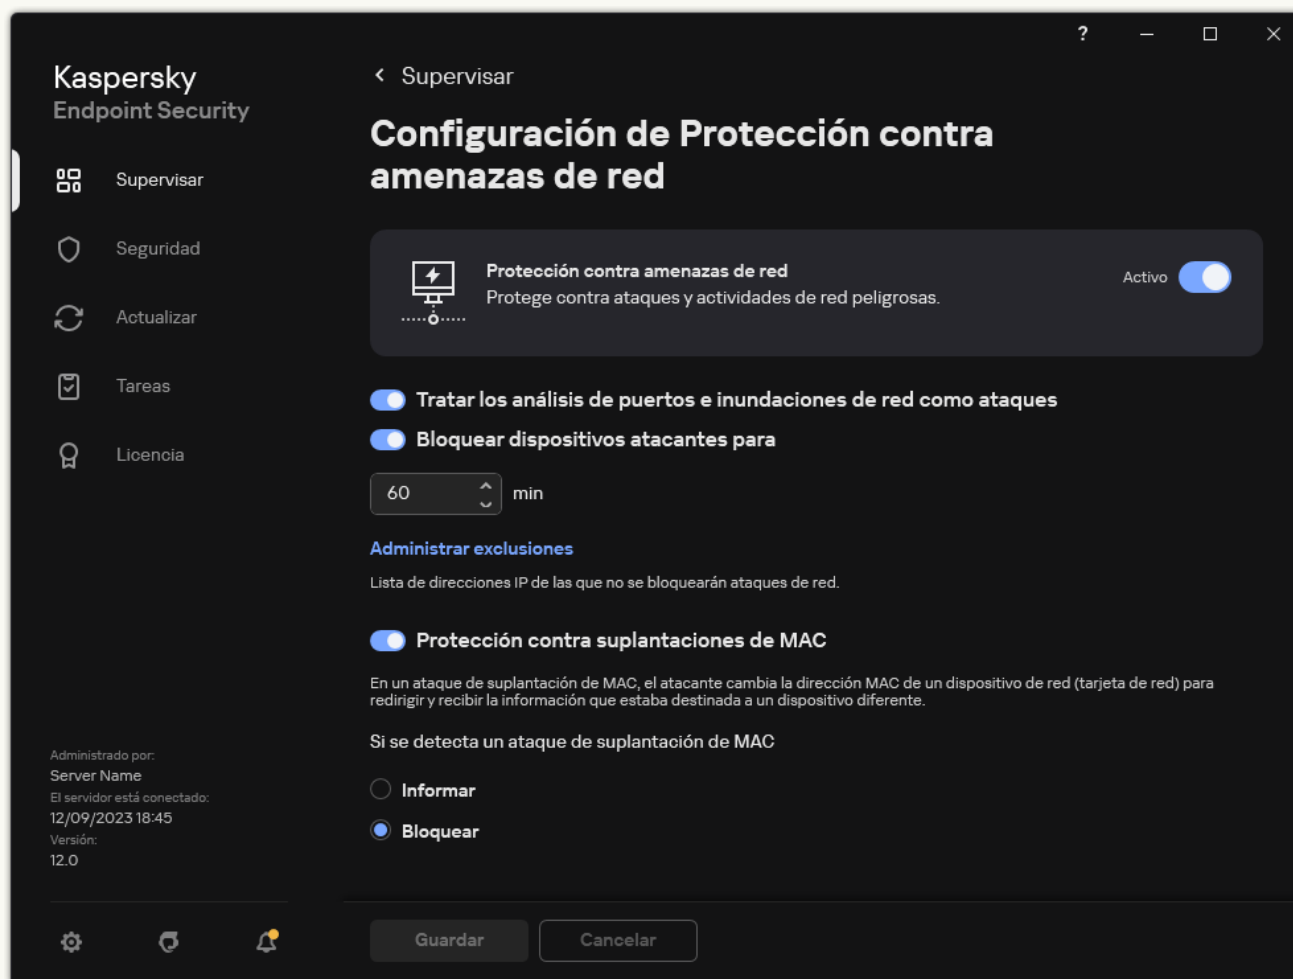 ?
Kaspersky
Endpoint Security
Supervisar
Seguridad
Actualizar
Tareas
Licencia
Administrado por:
Server Name
El servidor está conectado:
12/09/2023 18:45
Versión:
12.0
Supervisar
Configuración de Protección contra
amenazas de red
Protección contra amenazas de red
Protege contra ataques y actividades de red peligrosas.
Activo
Tratar los análisis de puertos e inundaciones de red como ataques
Bloquear dispositivos atacantes para
60 min
Administrar exclusiones
Lista de direcciones IP de las que no se bloquearán ataques de red.
Protección contra suplantaciones de MAC
En un ataque de suplantación de MAC, el atacante cambia la dirección MAC de un dispositivo de red (tarjeta de red) para
redirigir y recibir la información que estaba destinada a un dispositivo diferente.
Si se detecta un ataque de suplantación de MAC
Informar
Bloquear
Guardar
Cancelar